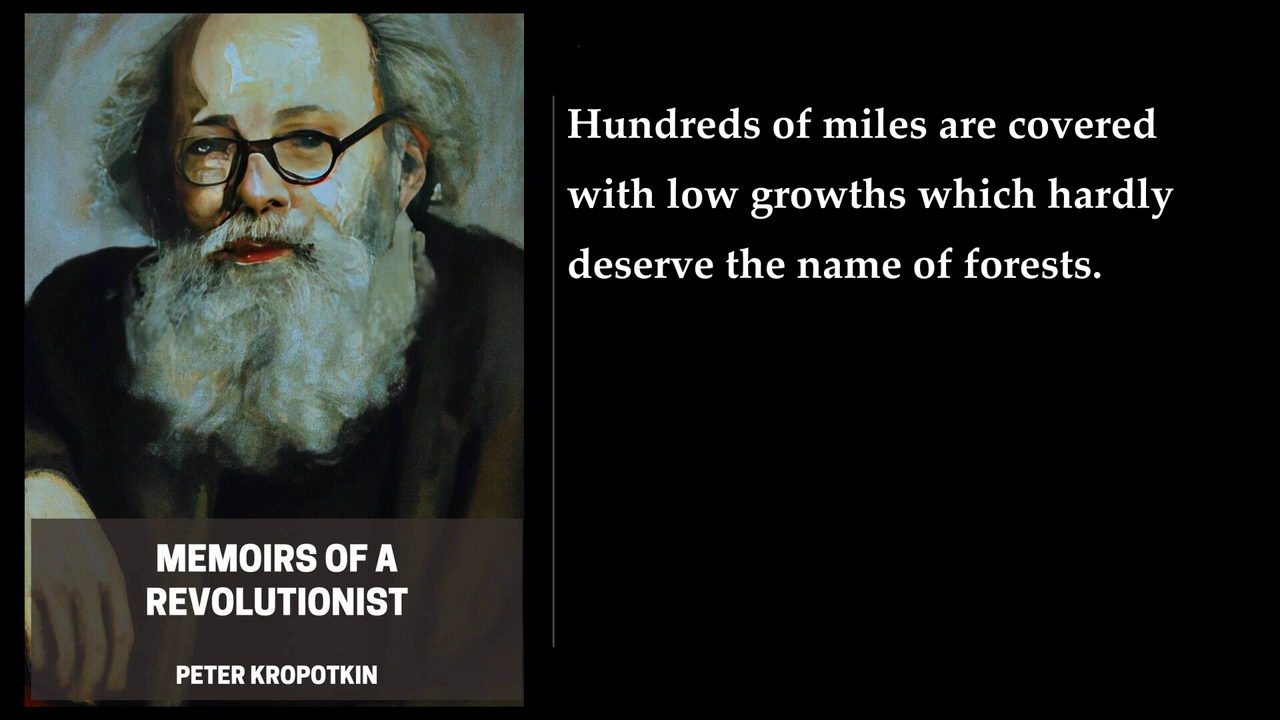 Hundreds of miles are covered
with low growths which hardly
deserve the name of forests.
MEMOIRS OF A
REVOLUTIONIST
PETER KROPOTKIN